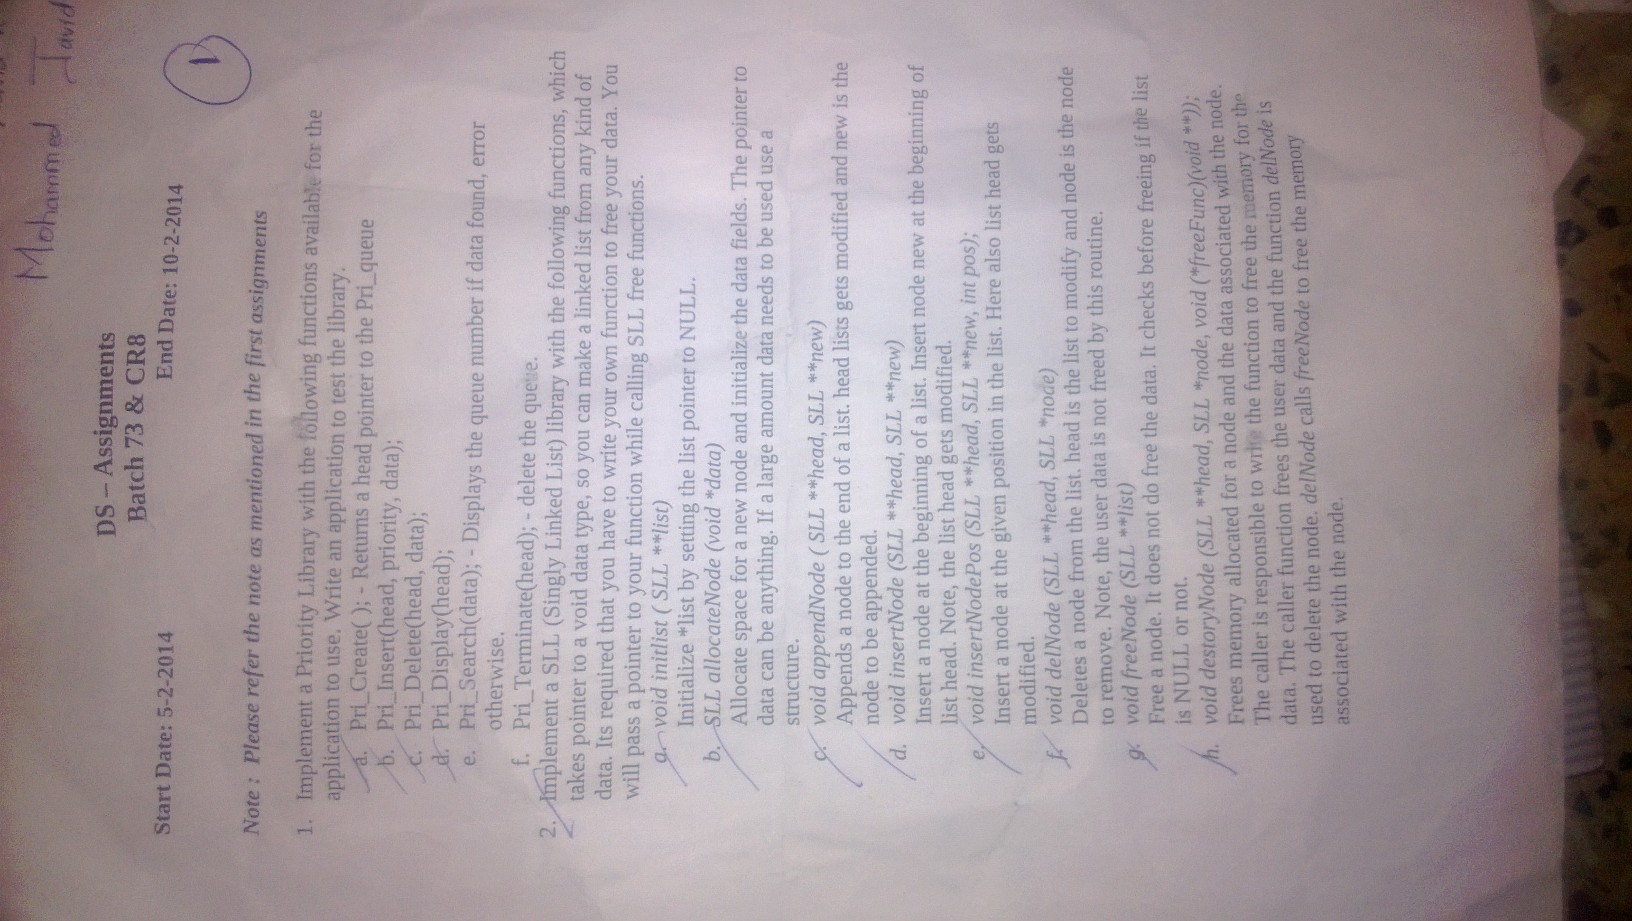 Mohammed Javid
1
DS – Assignments
Batch 73 & CR8
Start Date: 5-2-2014 End Date: 10-2-2014
Note : Please refer the note as mentioned in the first assignments
1. Implement a Priority Library with the following functions available for the
application to use. Write an application to test the library.
a. Pri_Create( ); - Returns a head pointer to the Pri_queue
b. Pri_Insert(head, priority, data);
c. Pri_Delete(head, data);
d. Pri_Display(head);
e. Pri_Search(data); - Displays the queue number if data found, error
otherwise.
f. Pri_Terminate(head); - delete the queue.
2. Implement a SLL (Singly Linked List) library with the following functions, which
takes pointer to a void data type, so you can make a linked list from any kind of
data. Its required that you have to write your own function to free your data. You
will pass a pointer to your function while calling SLL free functions.
a. void initlist ( SLL **list)
Initialize *list by setting the list pointer to NULL.
b. SLL allocateNode (void *data)
Allocate space for a new node and initialize the data fields. The pointer to
data can be anything. If a large amount data needs to be used use a
structure.
c. void appendNode ( SLL **head, SLL **new)
Appends a node to the end of a list. head lists gets modified and new is the
node to be appended.
d. void insertNode (SLL **head, SLL **new)
Insert a node at the beginning of a list. Insert node new at the beginning of
list head. Note, the list head gets modified.
e. void insertNodePos (SLL **head, SLL **new, int pos);
Insert a node at the given position in the list. Here also list head gets
modified.
f. void delNode (SLL **head, SLL *node)
Deletes a node from the list. head is the list to modify and node is the node
to remove. Note, the user data is not freed by this routine.
g. void freeNode (SLL **list)
Free a node. It does not do free the data. It checks before freeing if the list
is NULL or not.
h. void destoryNode (SLL **head, SLL *node, void (*freeFunc)(void **));
Frees memory allocated for a node and the data associated with the node.
The caller is responsible to write the function to free the memory for the
data. The caller function frees the user data and the function delNode is
used to delete the node. delNode calls freeNode to free the memory
associated with the node.